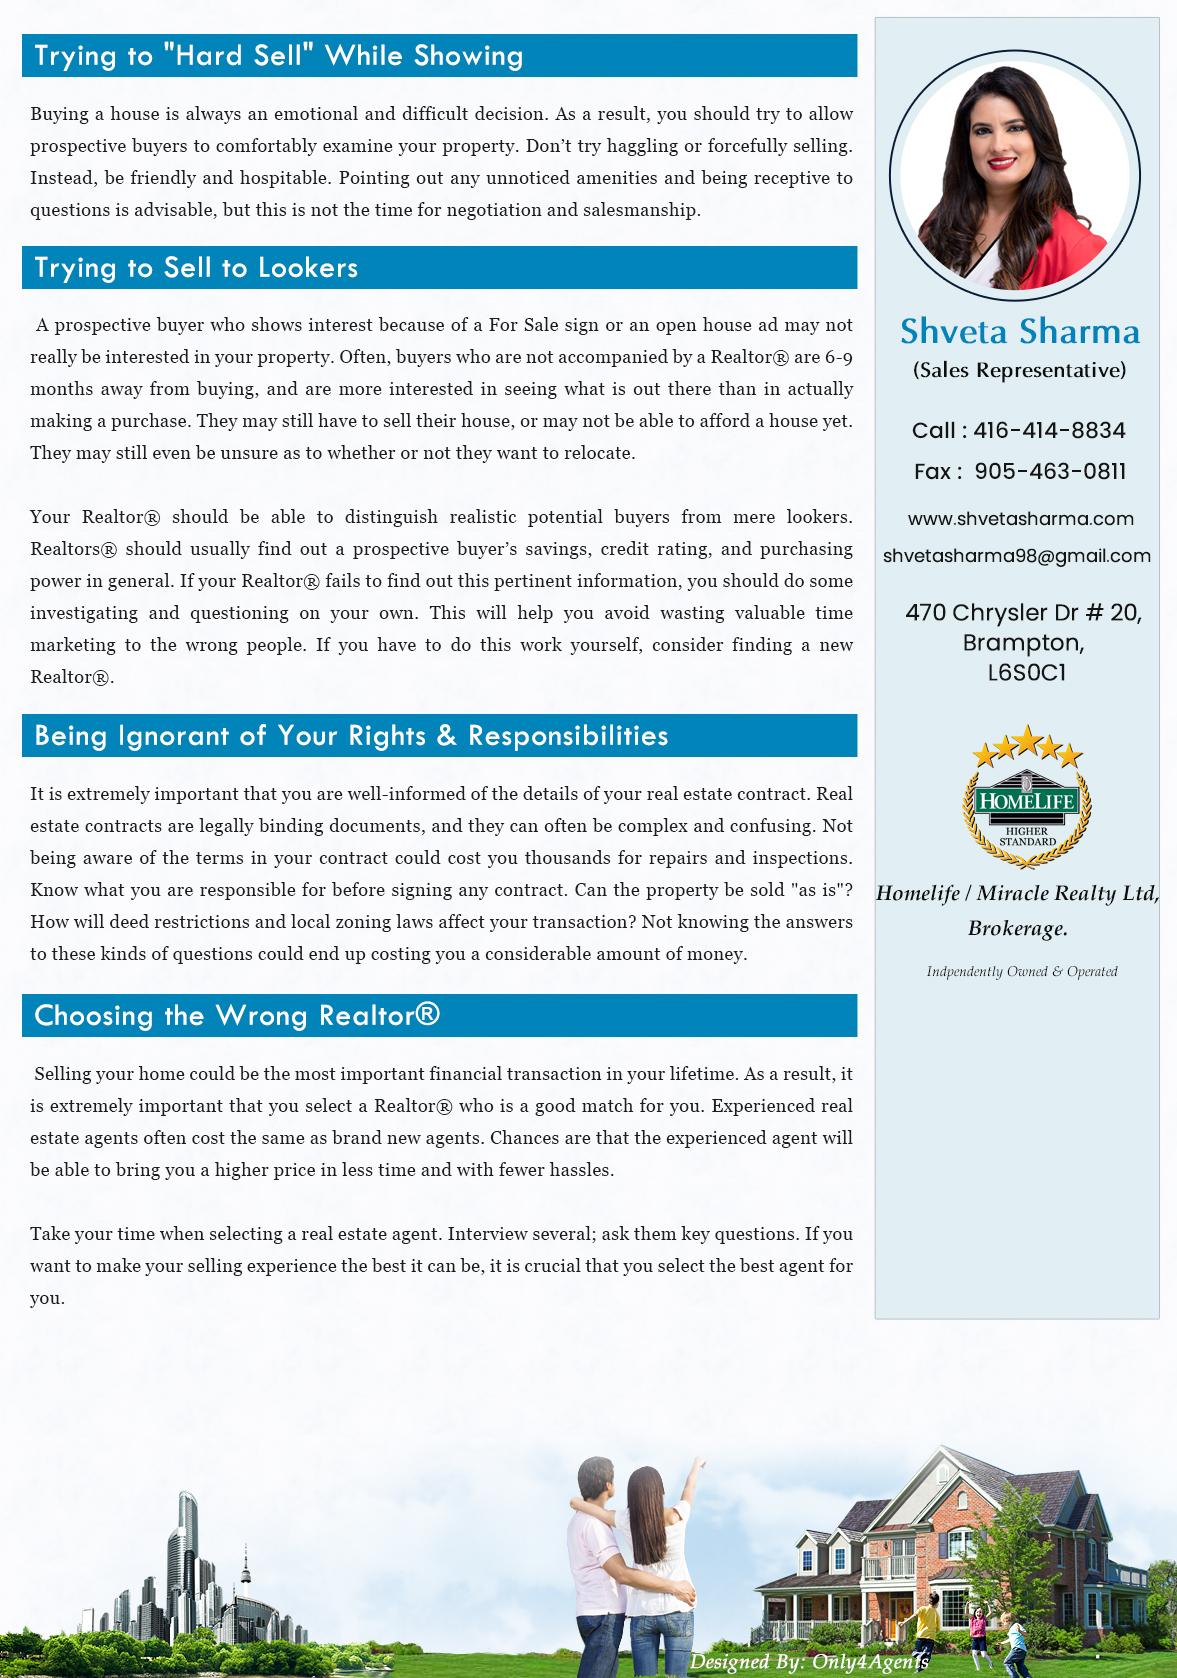 Trying to "Hard Sell" While Showing
Buying a house is always an emotional and difficult decision. As a result, you should try to allow
prospective buyers to comfortably examine your property. Don’t try haggling or forcefully selling.
Instead, be friendly and hospitable. Pointing out any unnoticed amenities and being receptive to
questions is advisable, but this is not the time for negotiation and salesmanship.
Trying to Sell to Lookers
A prospective buyer who shows interest because of a For Sale sign or an open house ad may not
really be interested in your property. Often, buyers who are not accompanied by a Realtor® are 6-9
months away from buying, and are more interested in seeing what is out there than in actually
making a purchase. They may still have to sell their house, or may not be able to afford a house yet.
They may still even be unsure as to whether or not they want to relocate.
Your Realtor® should be able to distinguish realistic potential buyers from mere lookers.
Realtors® should usually find out a prospective buyer’s savings, credit rating, and purchasing
power in general. If your Realtor® fails to find out this pertinent information, you should do some
investigating and questioning on your own. This will help you avoid wasting valuable time
marketing to the wrong people. If you have to do this work yourself, consider finding a new
Realtor®.
Being Ignorant of Your Rights & Responsibilities
It is extremely important that you are well-informed of the details of your real estate contract. Real
estate contracts are legally binding documents, and they can often be complex and confusing. Not
being aware of the terms in your contract could cost you thousands for repairs and inspections.
Know what you are responsible for before signing any contract. Can the property be sold "as is"?
How will deed restrictions and local zoning laws affect your transaction? Not knowing the answers
to these kinds of questions could end up costing you a considerable amount of money.
Choosing the Wrong Realtor®
Selling your home could be the most important financial transaction in your lifetime. As a result, it
is extremely important that you select a Realtor® who is a good match for you. Experienced real
estate agents often cost the same as brand new agents. Chances are that the experienced agent will
be able to bring you a higher price in less time and with fewer hassles.
Take your time when selecting a real estate agent. Interview several; ask them key questions. If you
want to make your selling experience the best it can be, it is crucial that you select the best agent for
you.
Shveta Sharma
(Sales Representative)
Call : 416-414-8834
Fax : 905-463-0811
www.shvetasharma.com
shvetasharma98@gmail.com
470 Chrysler Dr # 20,
Brampton,
L6S0C1
HOMELIFE
HIGHER
STANDARD
Homelife / Miracle Realty Ltd,
Brokerage.
Indpendently Owned & Operated
Designed By: Only4Agents